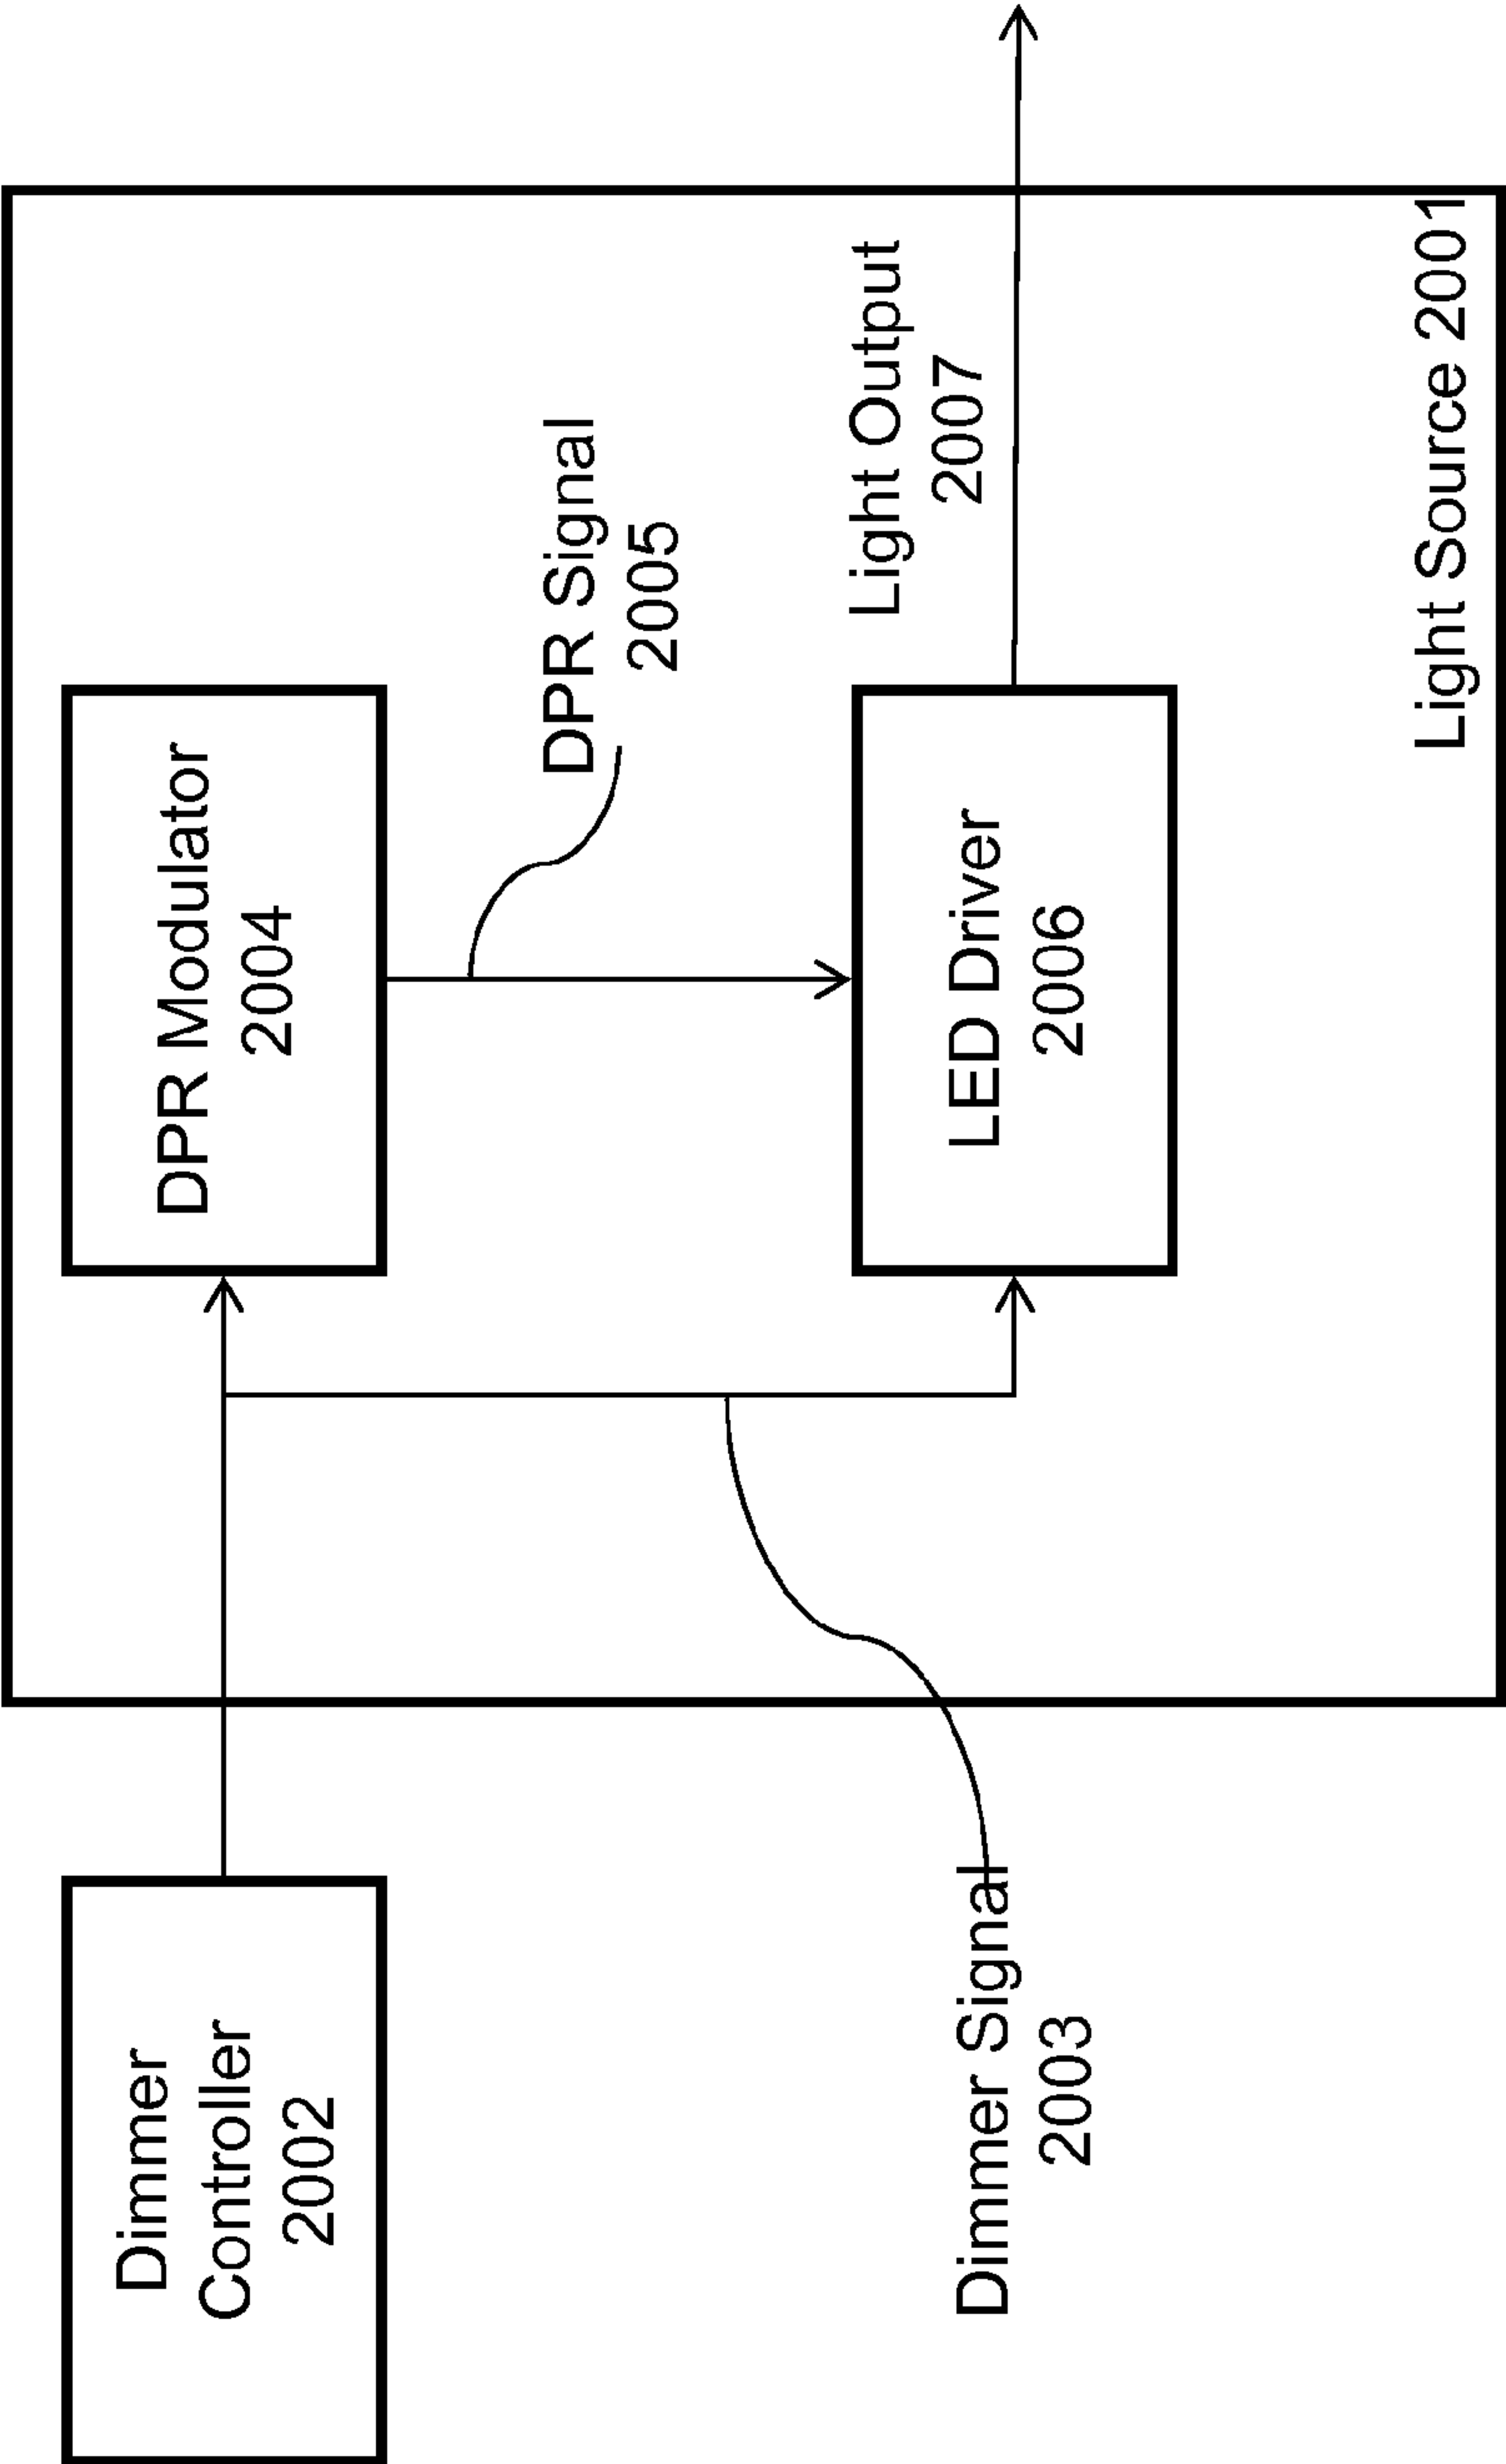 Dimmer
Controller
2002
DPR Modulator
2004
DPR Signal
2005
Dimmer Signal
2003
LED Driver
2006
Light Output
2007
Light Source 2001